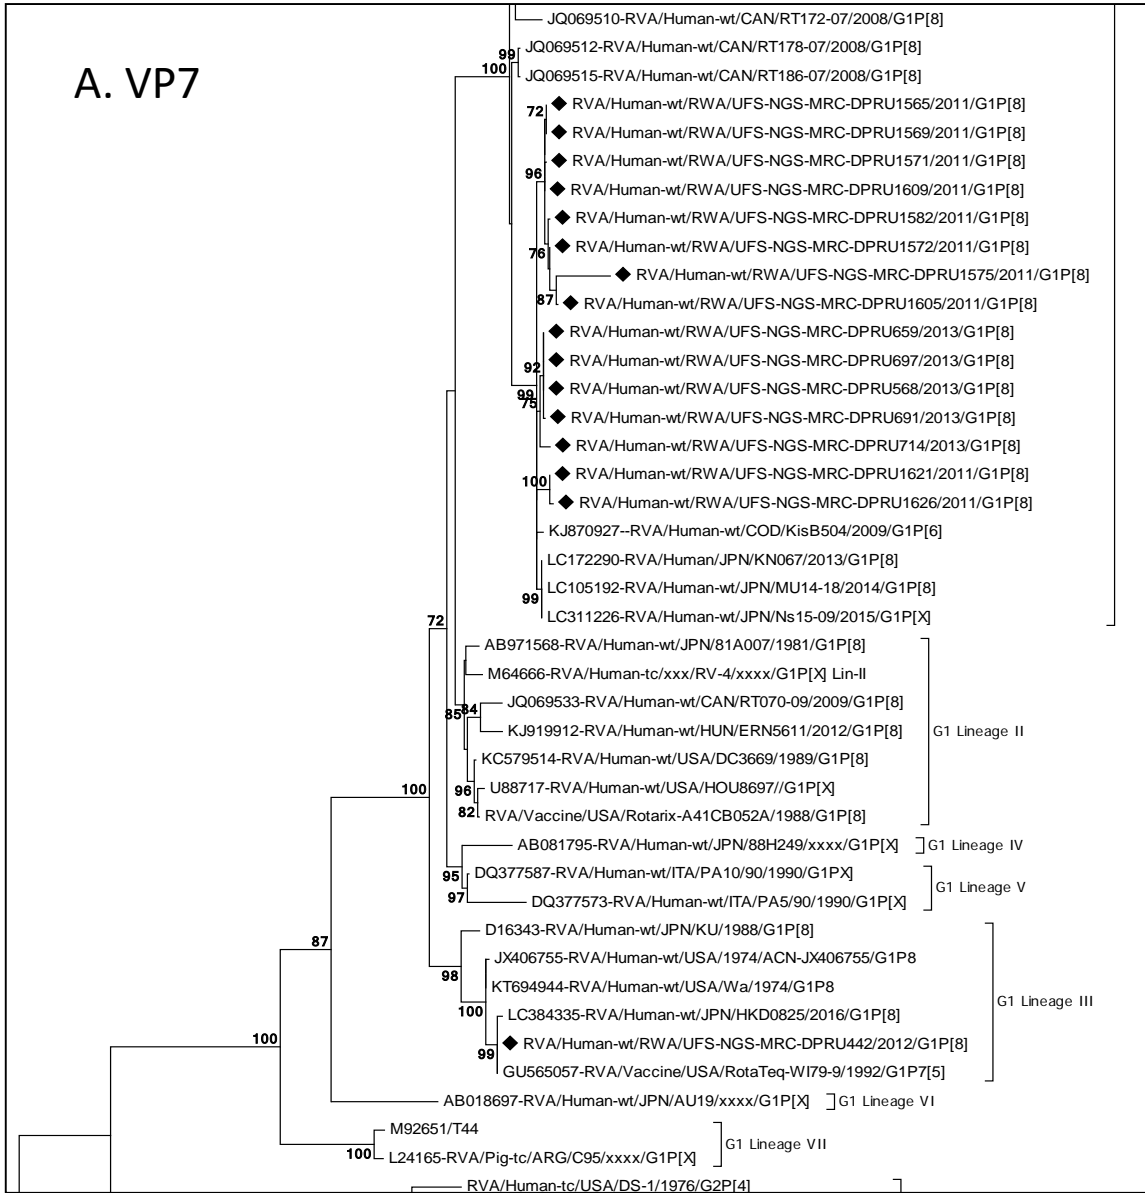 JQ069510-RVA/Human-wt/CAN/RT172-07/2008/G1P[8]
99
JQ069512-RVA/Human-wt/CAN/RT178-07/2008/G1P[8]
100
A. VP7
JQ069515-RVA/Human-wt/CAN/RT186-07/2008/G1P[8]
RVA/Human-wt/RWA/UFS-NGS-MRC-DPRU1565/2011/G1P[8]
72
RVA/Human-wt/RWA/UFS-NGS-MRC-DPRU1569/2011/G1P[8]
RVA/Human-wt/RWA/UFS-NGS-MRC-DPRU1571/2011/G1P[8]
96
RVA/Human-wt/RWA/UFS-NGS-MRC-DPRU1609/2011/G1P[8]
RVA/Human-wt/RWA/UFS-NGS-MRC-DPRU1582/2011/G1P[8]
RVA/Human-wt/RWA/UFS-NGS-MRC-DPRU1572/2011/G1P[8]
76
RVA/Human-wt/RWA/UFS-NGS-MRC-DPRU1575/2011/G1P[8]
87
RVA/Human-wt/RWA/UFS-NGS-MRC-DPRU1605/2011/G1P[8]
RVA/Human-wt/RWA/UFS-NGS-MRC-DPRU659/2013/G1P[8]
RVA/Human-wt/RWA/UFS-NGS-MRC-DPRU697/2013/G1P[8]
92
RVA/Human-wt/RWA/UFS-NGS-MRC-DPRU568/2013/G1P[8]
99
75
RVA/Human-wt/RWA/UFS-NGS-MRC-DPRU691/2013/G1P[8]
RVA/Human-wt/RWA/UFS-NGS-MRC-DPRU714/2013/G1P[8]
RVA/Human-wt/RWA/UFS-NGS-MRC-DPRU1621/2011/G1P[8]
100
RVA/Human-wt/RWA/UFS-NGS-MRC-DPRU1626/2011/G1P[8]
KJ870927--RVA/Human-wt/COD/KisB504/2009/G1P[6]
LC172290-RVA/Human/JPN/KN067/2013/G1P[8]
LC105192-RVA/Human-wt/JPN/MU14-18/2014/G1P[8]
99
LC311226-RVA/Human-wt/JPN/Ns15-09/2015/G1P[X]
72
AB971568-RVA/Human-wt/JPN/81A007/1981/G1P[8]
M64666-RVA/Human-tc/xxx/RV-4/xxxx/G1P[X] Lin-II
JQ069533-RVA/Human-wt/CAN/RT070-09/2009/G1P[8]
84
85
KJ919912-RVA/Human-wt/HUN/ERN5611/2012/G1P[8]
G1 Lineage II
KC579514-RVA/Human-wt/USA/DC3669/1989/G1P[8]
100
96
U88717-RVA/Human-wt/USA/HOU8697//G1P[X]
82
RVA/Vaccine/USA/Rotarix-A41CB052A/1988/G1P[8]
AB081795-RVA/Human-wt/JPN/88H249/xxxx/G1P[X]
G1 Lineage IV
95
DQ377587-RVA/Human-wt/ITA/PA10/90/1990/G1PX]
G1 Lineage V
97
DQ377573-RVA/Human-wt/ITA/PA5/90/1990/G1P[X]
D16343-RVA/Human-wt/JPN/KU/1988/G1P[8]
87
JX406755-RVA/Human-wt/USA/1974/ACN-JX406755/G1P8
98
KT694944-RVA/Human-wt/USA/Wa/1974/G1P8
G1 Lineage III
100
LC384335-RVA/Human-wt/JPN/HKD0825/2016/G1P[8]
100
RVA/Human-wt/RWA/UFS-NGS-MRC-DPRU442/2012/G1P[8]
99
GU565057-RVA/Vaccine/USA/RotaTeq-WI79-9/1992/G1P7[5]
AB018697-RVA/Human-wt/JPN/AU19/xxxx/G1P[X]
G1 Lineage VI
M92651/T44
G1 Lineage VII
100
L24165-RVA/Pig-tc/ARG/C95/xxxx/G1P[X]
RVA/Human-tc/USA/DS-1/1976/G2P[4]